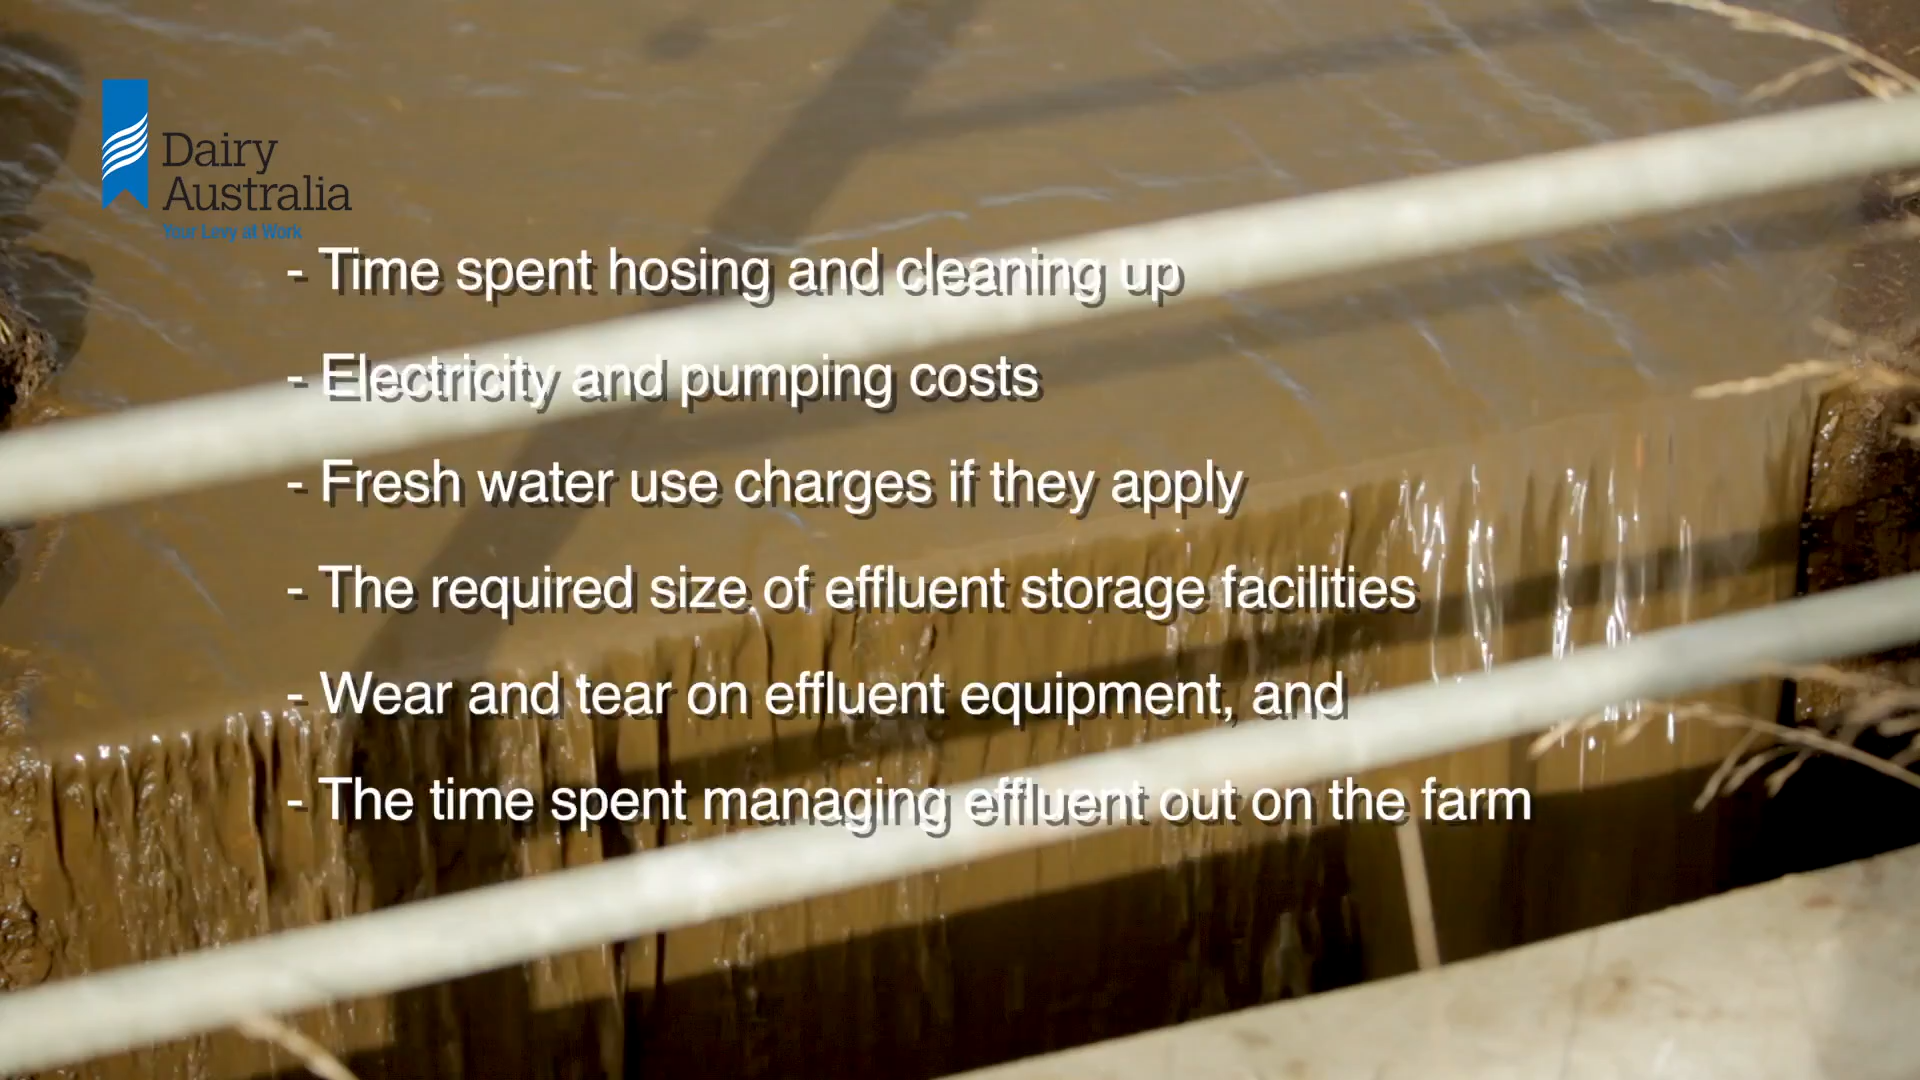 Dairy
Australia
Your Levy at Work
- Time spent hosing and cleaning up
- Electricity and pumping costs
- Fresh water use charges if they apply
- The required size of effluent storage facilities
- Wear and tear on effluent equipment, and
- The time spent managing effluent out on the farm